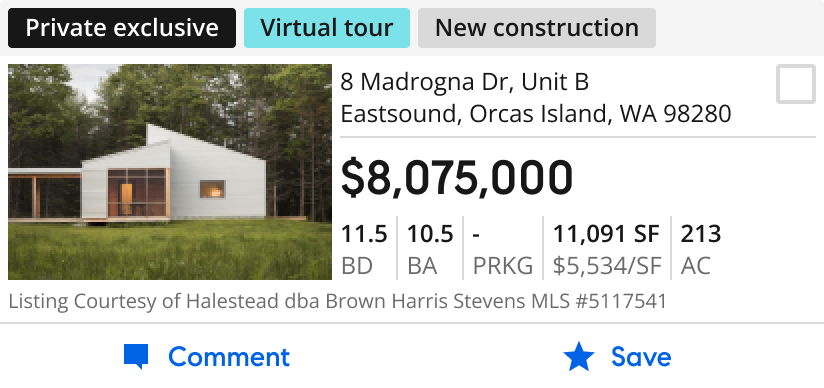 Private exclusive
Virtual tour
New construction
8 Madrogna Dr, Unit B
Eastsound, Orcas Island, WA 98280
$8,075,000
11.5 BD
10.5 BA
- PRKG
11,091 SF $5,534/SF
213 AC
Listing Courtesy of Halestead dba Brown Harris Stevens MLS #5117541
Comment
Save